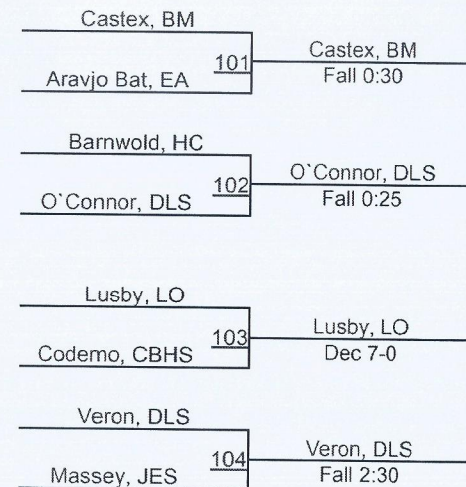 Castex, BM
101
Castex, BM
Aravjo Bat, EA
Fall 0:30
Barnwold, HC
102
O`Connor, DLS
O`Connor, DLS
Fall 0:25
Lusby, LO
103
Lusby, LO
Codemo, CBHS
Dec 7-0
Veron, DLS
104
Veron, DLS
Massey, JES
Fall 2:30